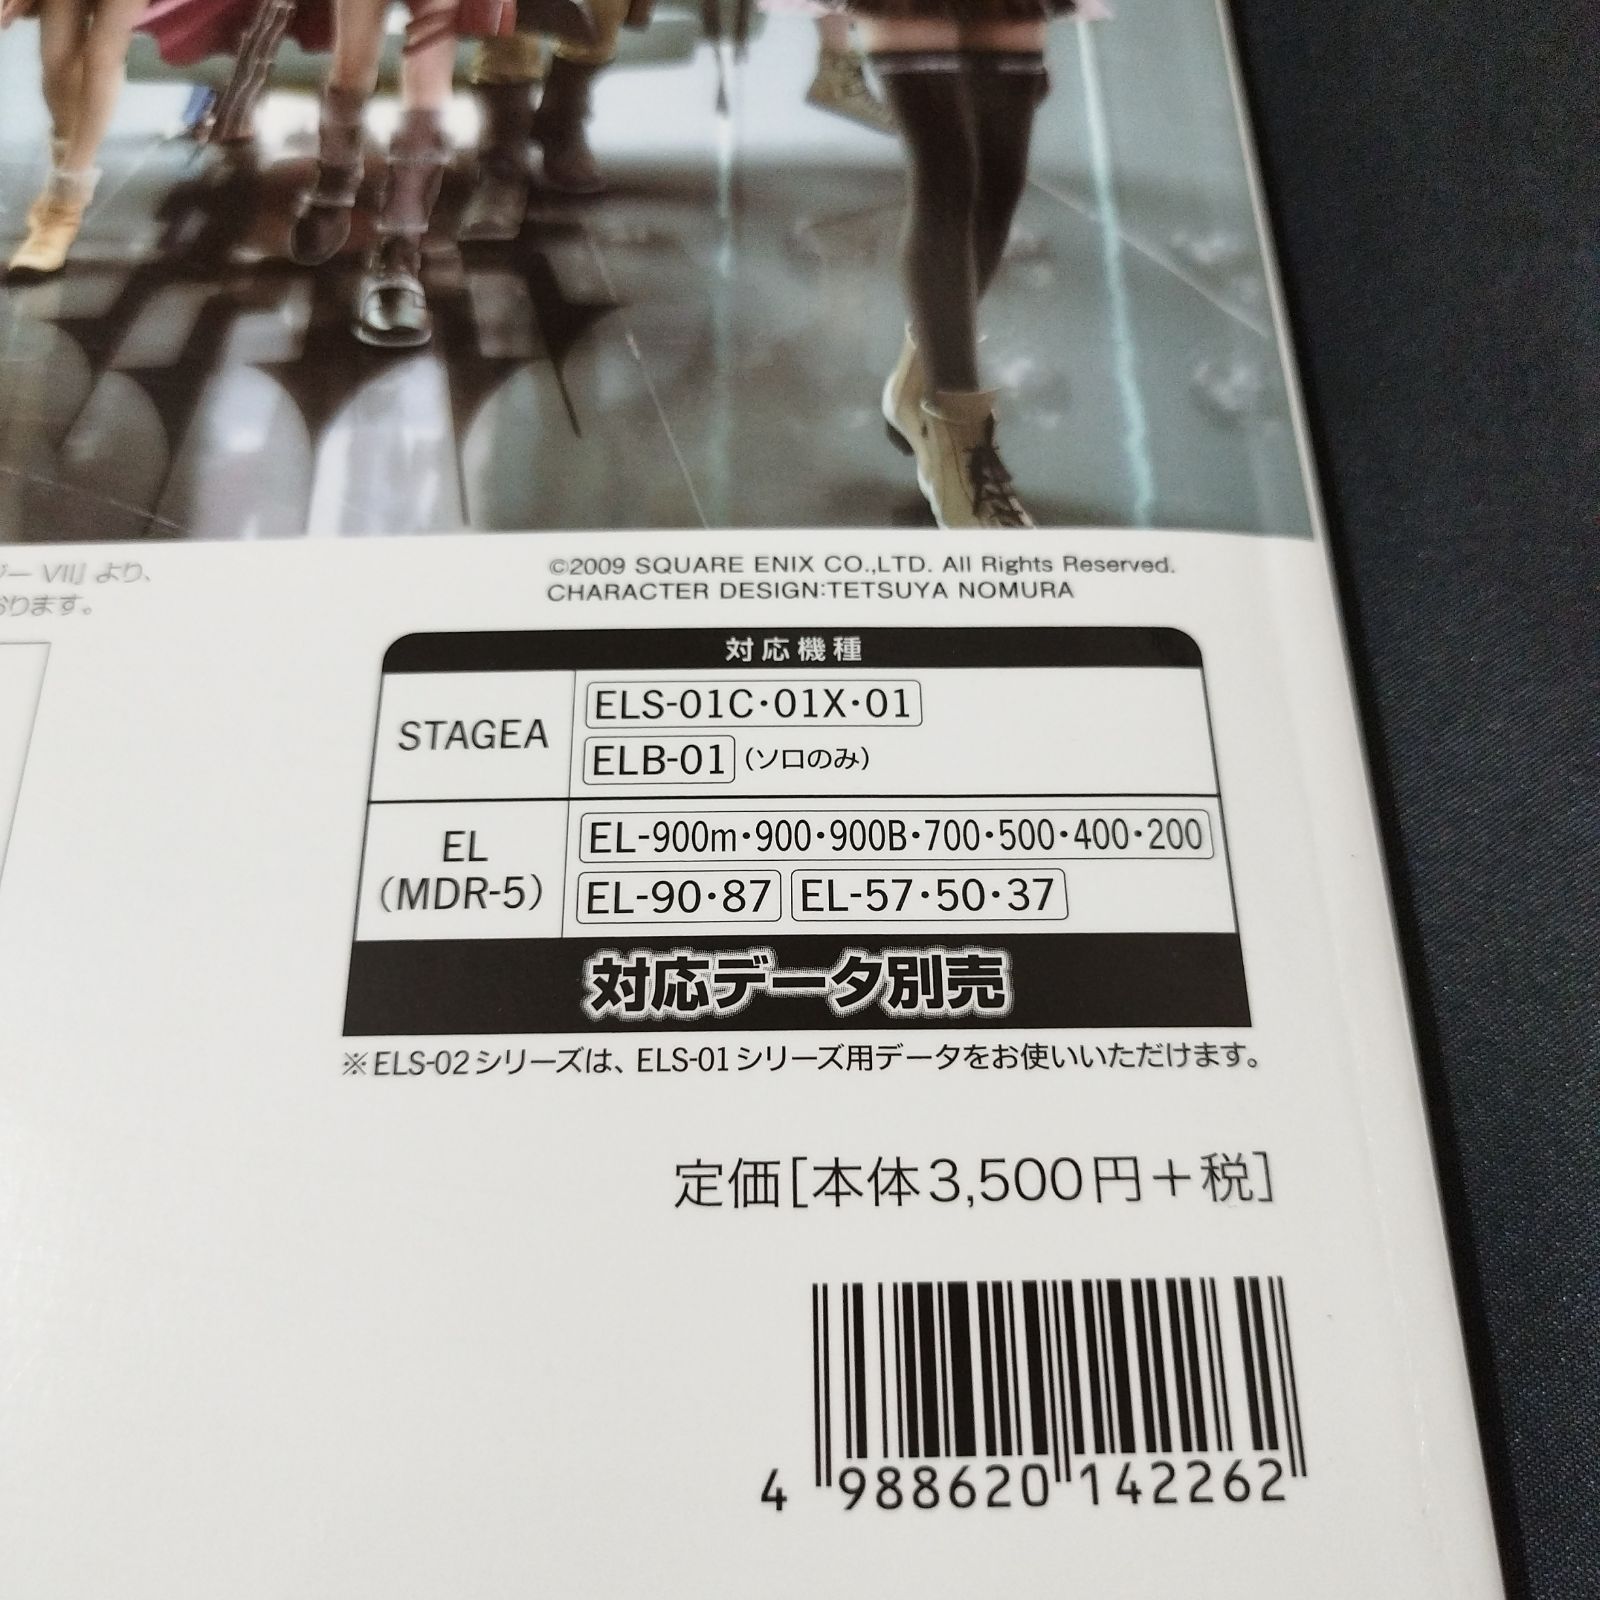 ©2009 SQUARE ENIX CO.,LTD. All Rights Reserved.
CHARACTER DESIGN:TETSUYA NOMURA
ー VII』より、
おります。
対応機種
STAGEA
ELS-01C・01X・01
ELB-01 (ソロのみ)
EL
(MDR-5)
EL-900m・900・900B・700・500・400・200
EL-90・87 EL-57・50・37
対応データ別売
※ELS-02シリーズは、ELS-01シリーズ用データをお使いいただけます。
定価[本体3,500円+税]
4 988620 142262